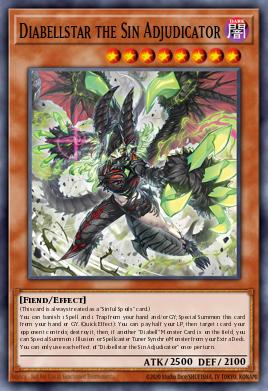 Diabellstar the Sin Adjudicator
DARK
闇
[Fiend/Effect]
(This card is always treated as a "Sinful Spoils" card.)
You can banish 1 Spell and 1 Trap from your hand and/or GY; Special Summon this
card from your hand or GY. (Quick Effect): You can pay half your LP, then target 1 card your
opponent controls; destroy it, then, if another "Diabell" Monster Card is on the field, you
can Special Summon 1 Illusion or Spellcaster Tuner Synchro Monster from your Extra Deck.
You can only use each effect of "Diabellstar the Sin Adjudicator" once per turn.
ATK/2500 DEF/2100
©2020 Studio Dice/SHUEISHA, TV TOKYO, KONAMI